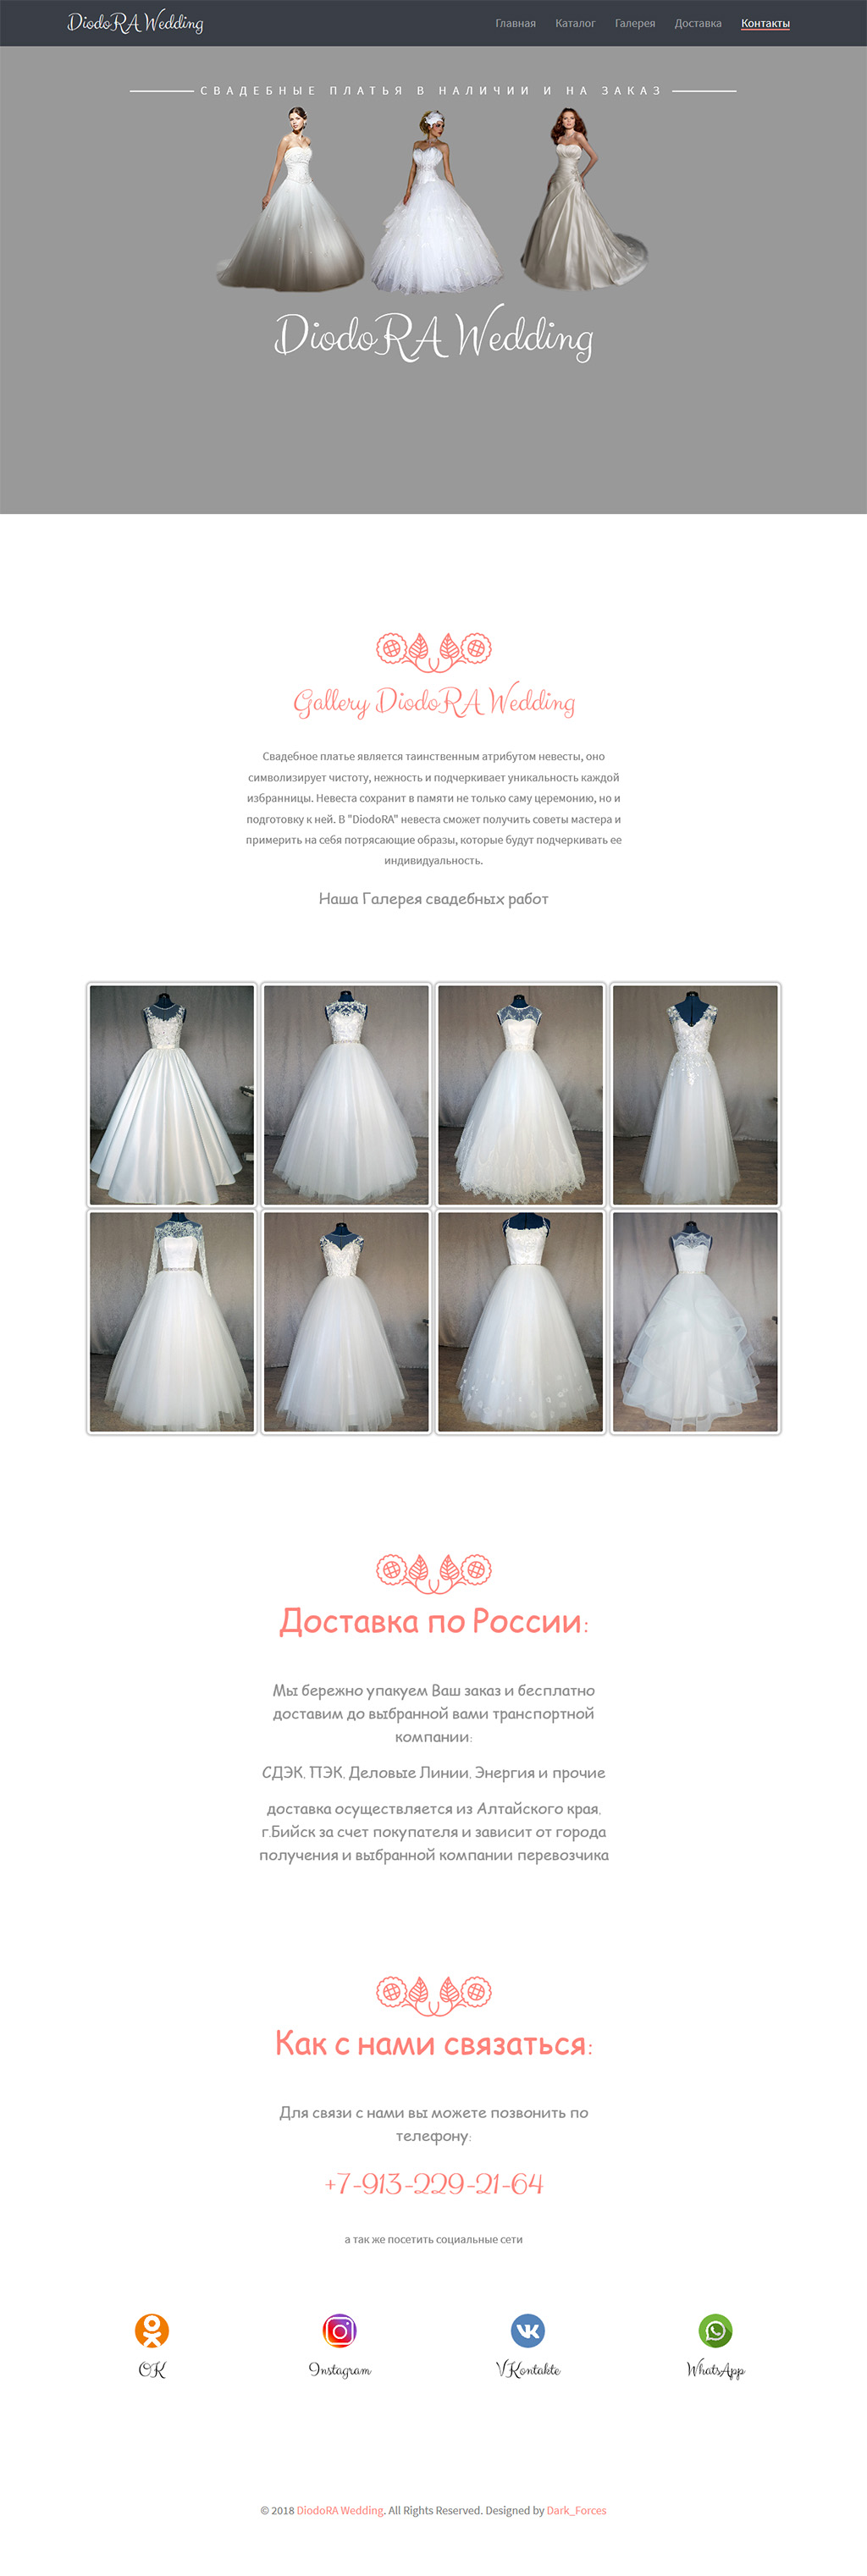 DiodoRA Wedding
Главная Каталог Галерея Доставка Контакты
СВАДЕБНЫЕ ПЛАТЬЯ В НАЛИЧИИ И НА ЗАКАЗ
DiodoRA Wedding
Gallery DiodoRA Wedding
Свадебное платье является таинственным атрибутом невесты, оно
символизирует чистоту, нежность и подчеркивает уникальность каждой
избранницы. Невеста сохранит в памяти не только саму церемонию, но и
подготовку к ней. В "DiodoRA" невеста сможет получить советы мастера и
примерить на себя потрясающие образы, которые будут подчеркивать ее
индивидуальность.
Наша Галерея свадебных работ
Доставка по России:
Мы бережно упакуем Ваш заказ и бесплатно
доставим до выбранной вами транспортной
компании:
СДЭК, ПЭК, Деловые Линии, Энергия и прочие
доставка осуществляется из Алтайского края,
г.Бийск за счет покупателя и зависит от города
получения и выбранной компании перевозчика
Как с нами связаться:
Для связи с нами вы можете позвонить по
телефону:
+7-913-229-21-64
а так же посетить социальные сети
OK Instagram VKontakte WhatsApp
© 2018 DiodoRA Wedding. All Rights Reserved. Designed by Dark_Forces